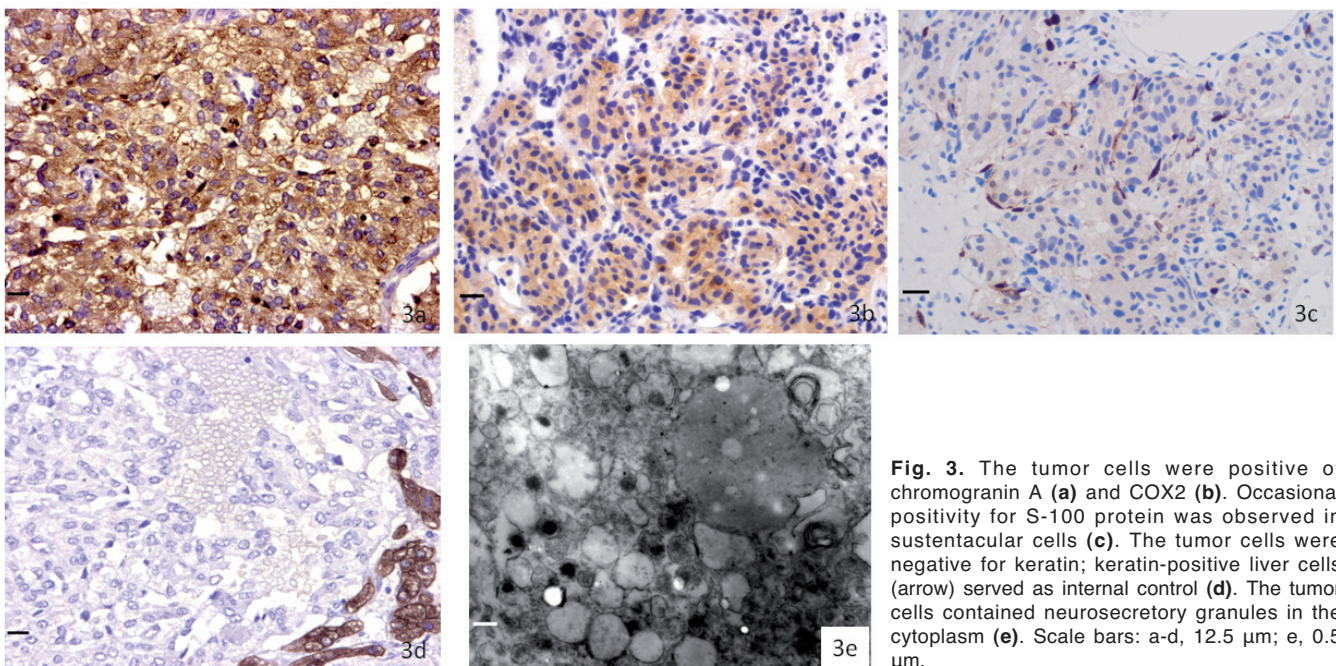 3a
3b
3c
3d
3e
Fig. 3. The tumor cells were positive o
chromogranin A (a) and COX2 (b). Occasiona
positivity for S-100 protein was observed in
sustentacular cells (c). The tumor cells were
negative for keratin; keratin-positive liver cells
(arrow) served as internal control (d). The tumor
cells contained neurosecretory granules in the
cytoplasm (e). Scale bars: a-d, 12.5 µm; e, 0.5
µm.